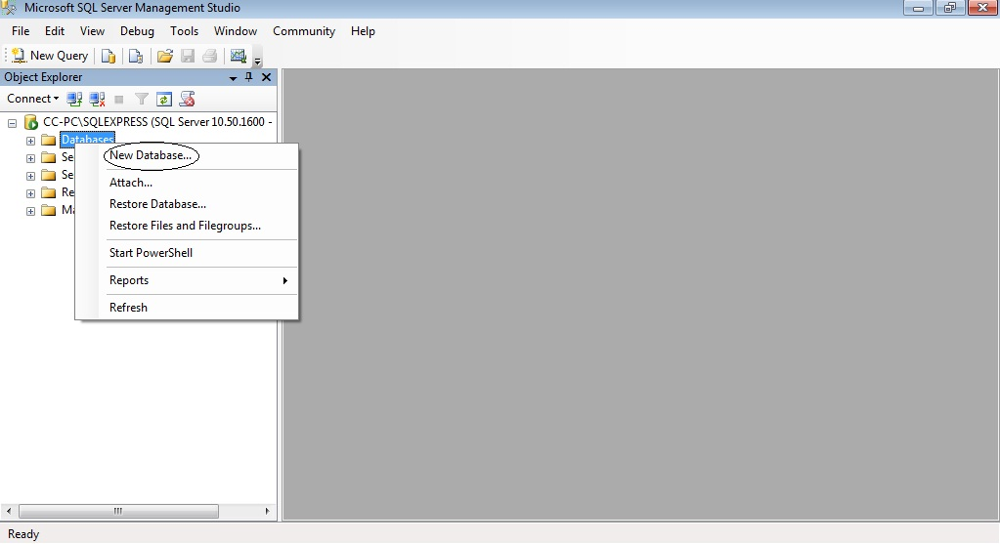 Microsoft SQL Server Management Studio
File Edit View Debug Tools Window Community Help
New Query
Object Explorer
Connect
CC-PC\SQLEXPRESS (SQL Server 10.50.1600 -
Databases
Se
Se
Re
Ma
New Database...
Attach...
Restore Database...
Restore Files and Filegroups...
Start PowerShell
Reports
Refresh
Ready